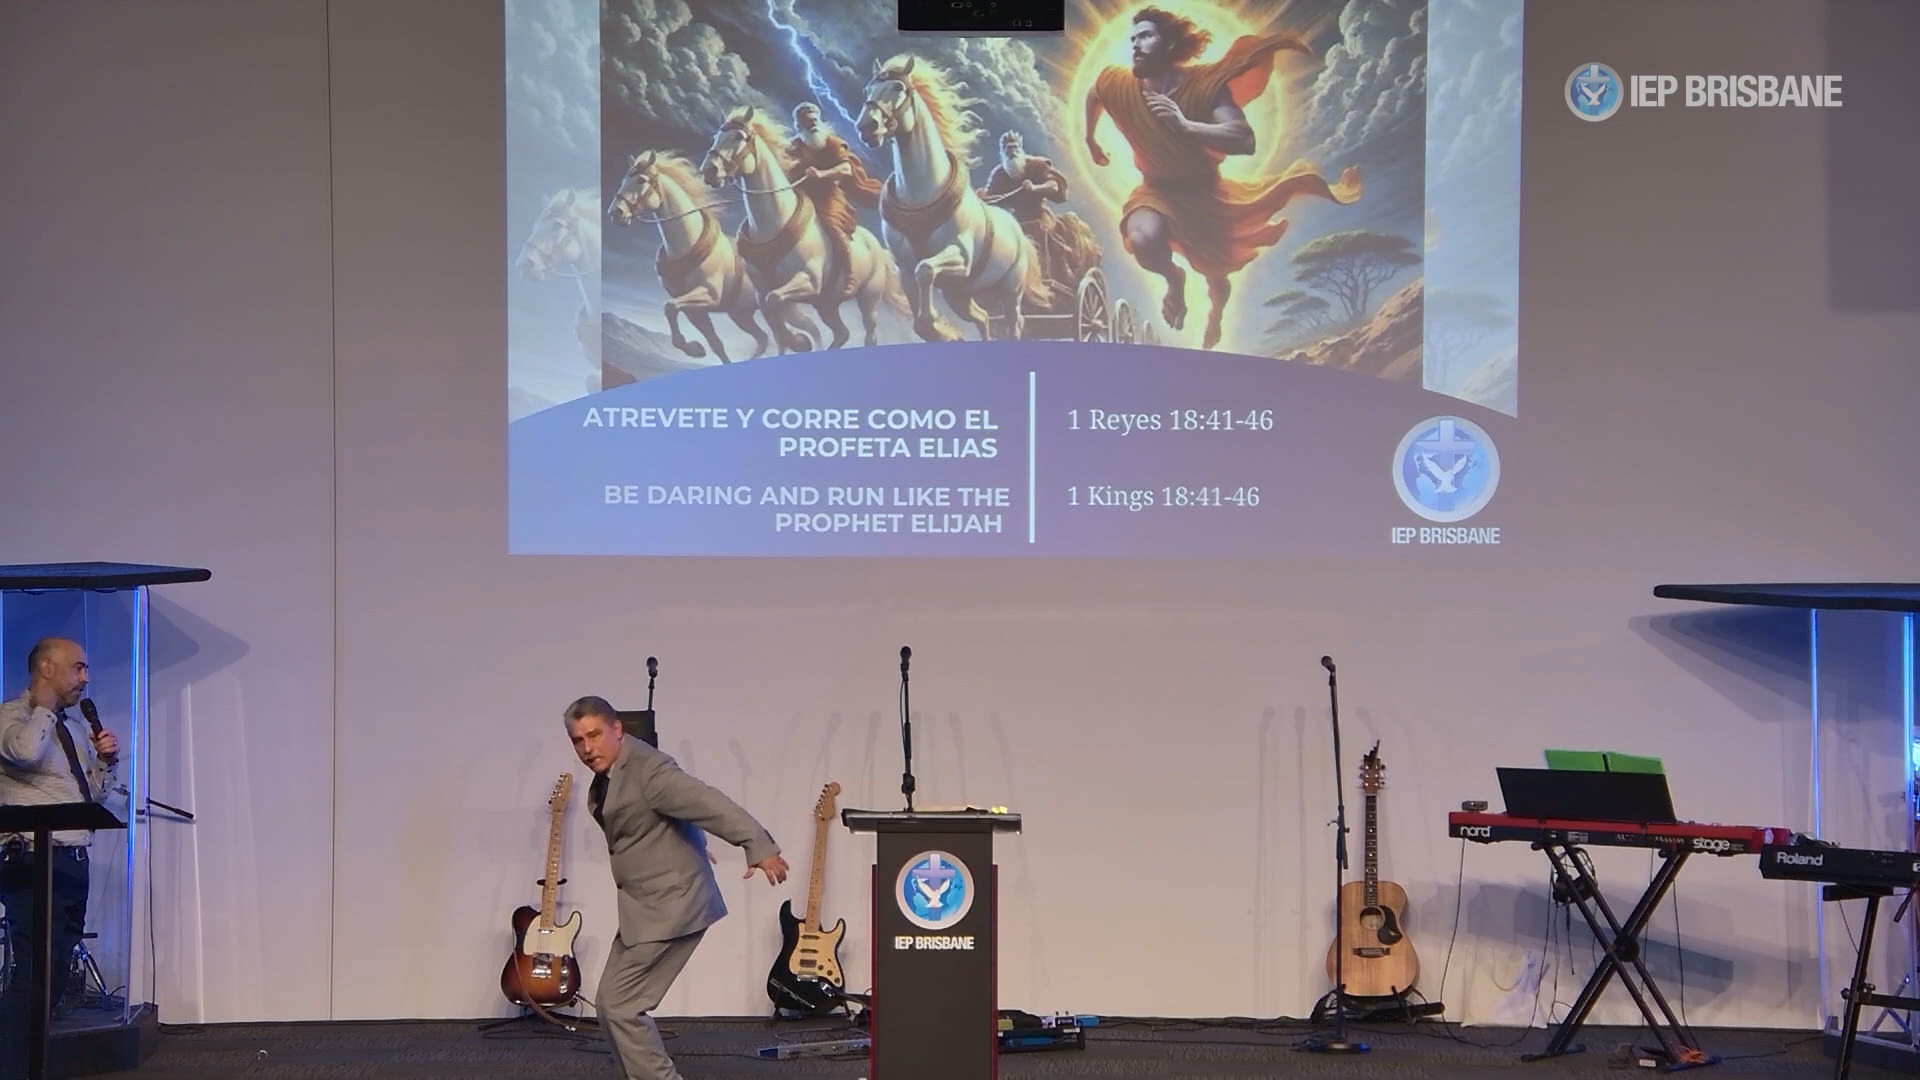 IEP BRISBANE
ATREVETE Y CORRE COMO EL
PROFETA ELIAS
1 Reyes 18:41-46
BE DARING AND RUN LIKE THE
PROPHET ELIJAH
1 Kings 18:41-46
IEP BRISBANE
IEP BRISBANE
nord
stage
Roland